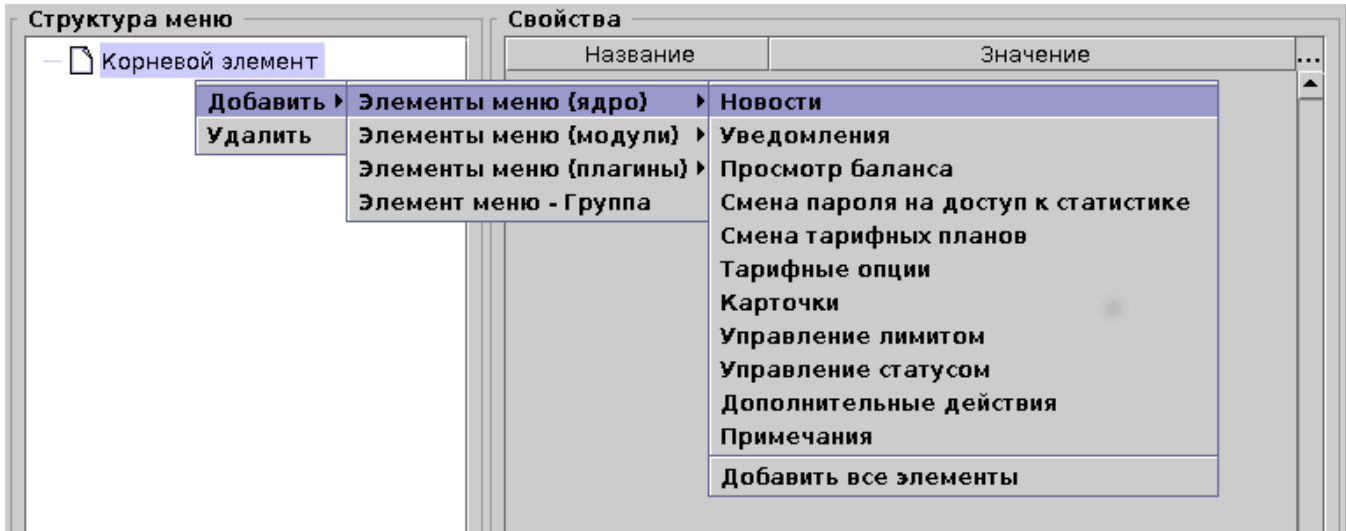 Структура меню
Свойства
Корневой элемент
Название
Значение
...
Добавить
Удалить
Элементы меню (ядро)
Элементы меню (модули)
Элементы меню (плагины)
Элемент меню - Группа
Новости
Уведомления
Просмотр баланса
Смена пароля на доступ к статистике
Смена тарифных планов
Тарифные опции
Карточки
Управление лимитом
Управление статусом
Дополнительные действия
Примечания
Добавить все элементы